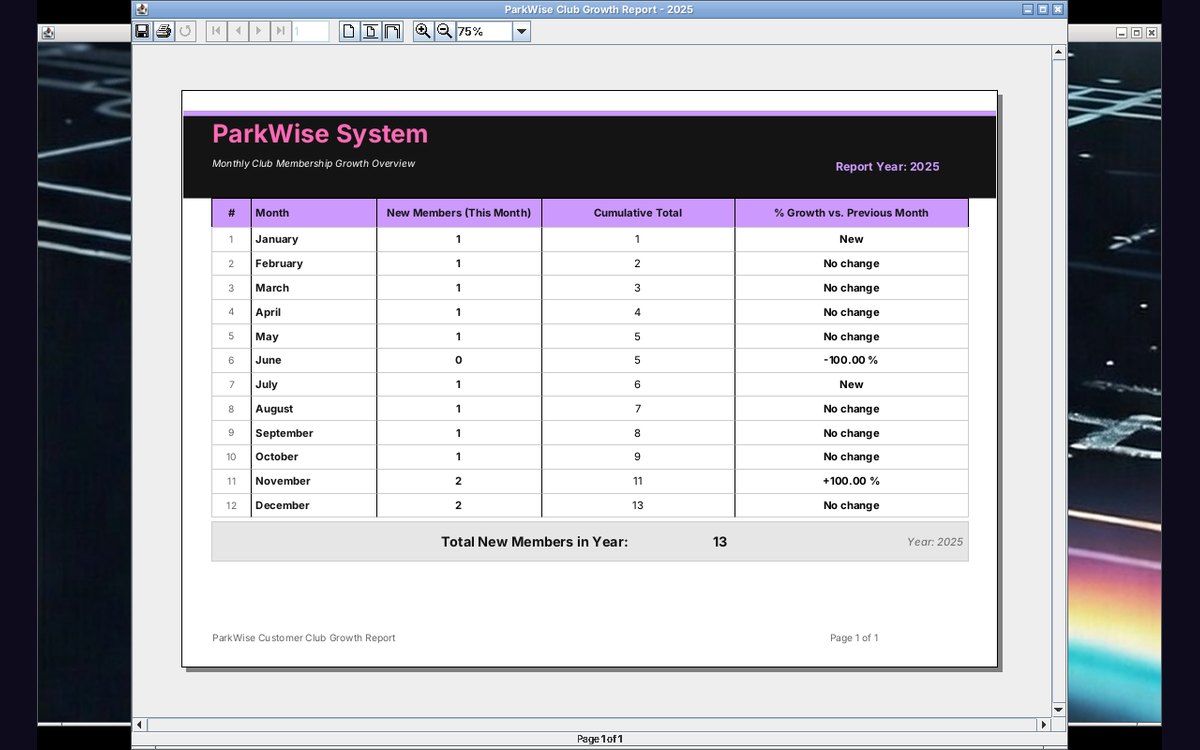 ParkWise Club Growth Report - 2025
1
75%
ParkWise System
Monthly Club Membership Growth Overview
Report Year: 2025
# Month New Members (This Month) Cumulative Total % Growth vs. Previous Month
1 January 1 1 New
2 February 1 2 No change
3 March 1 3 No change
4 April 1 4 No change
5 May 1 5 No change
6 June 0 5 -100.00 %
7 July 1 6 New
8 August 1 7 No change
9 September 1 8 No change
10 October 1 9 No change
11 November 2 11 +100.00 %
12 December 2 13 No change
Total New Members in Year: 13 Year: 2025
ParkWise Customer Club Growth Report Page 1 of 1
Page 1 of 1